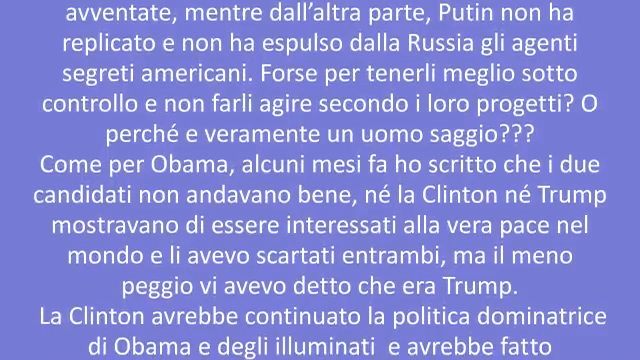 avventate, mentre dall’altra parte, Putin non ha
replicato e non ha espulso dalla Russia gli agenti
segreti americani. Forse per tenerli meglio sotto
controllo e non farli agire secondo i loro progetti? O
perché e veramente un uomo saggio???
Come per Obama, alcuni mesi fa ho scritto che i due
candidati non andavano bene, né la Clinton né Trump
mostravano di essere interessati alla vera pace nel
mondo e li avevo scartati entrambi, ma il meno
peggio vi avevo detto che era Trump.
La Clinton avrebbe continuato la politica dominatrice
di Obama e degli illuminati e avrebbe fatto